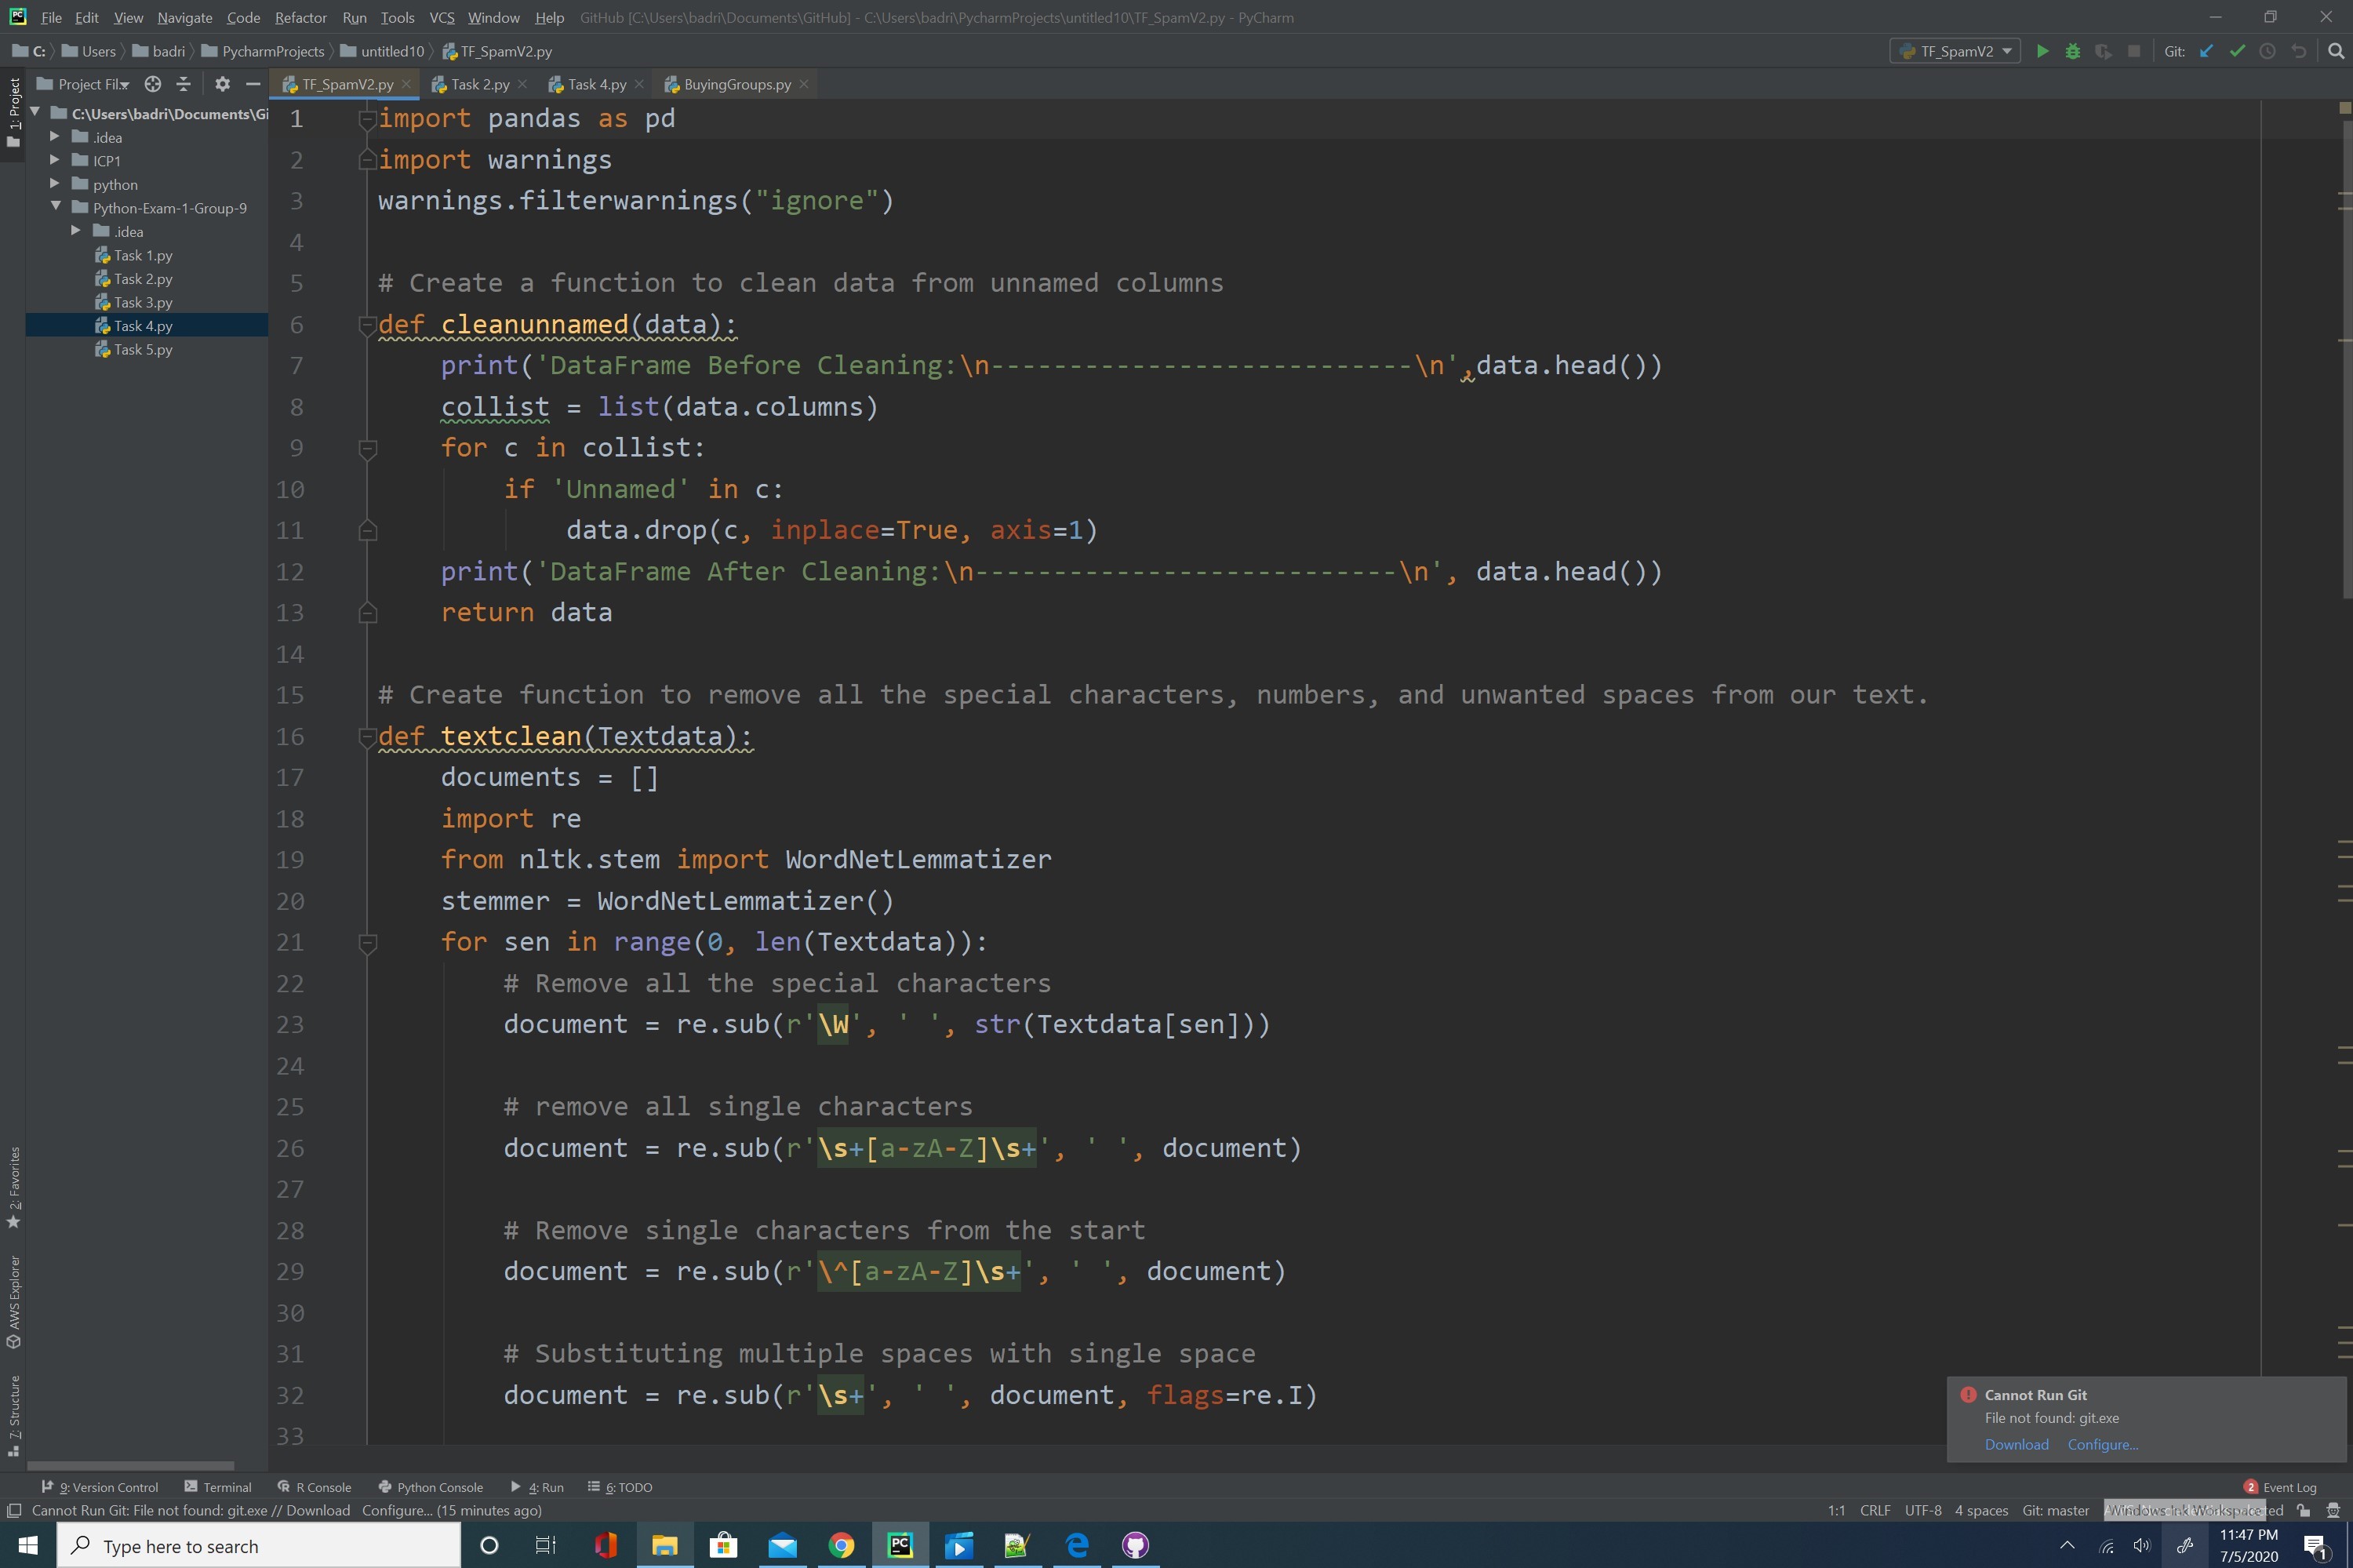 File Edit View Navigate Code Refactor Run Tools VCS Window Help GitHub [C:\Users\badri\Documents\GitHub] - C:\Users\badri\PycharmProjects\untitled10\TF_SpamV2.py - PyCharm
C: Users badri PycharmProjects untitled10 TF_SpamV2.py TF_SpamV2 Git:
Project Fil TF_SpamV2.py Task 2.py Task 4.py BuyingGroups.py
1: Project
C:\Users\badri\Documents\Gi
.idea
ICP1
python
Python-Exam-1-Group-9
.idea
Task 1.py
Task 2.py
Task 3.py
Task 4.py
Task 5.py
2: Favorites
AWS Explorer
7: Structure
1 import pandas as pd
2 import warnings
3 warnings.filterwarnings("ignore")
4
5 # Create a function to clean data from unnamed columns
6 def cleanunnamed(data):
7 print('DataFrame Before Cleaning:\n---------------------------\n',data.head())
8 collist = list(data.columns)
9 for c in collist:
10 if 'Unnamed' in c:
11 data.drop(c, inplace=True, axis=1)
12 print('DataFrame After Cleaning:\n---------------------------\n', data.head())
13 return data
14
15 # Create function to remove all the special characters, numbers, and unwanted spaces from our text.
16 def textclean(Textdata):
17 documents = []
18 import re
19 from nltk.stem import WordNetLemmatizer
20 stemmer = WordNetLemmatizer()
21 for sen in range(0, len(Textdata)):
22 # Remove all the special characters
23 document = re.sub(r'\W', ' ', str(Textdata[sen]))
24
25 # remove all single characters
26 document = re.sub(r'\s+[a-zA-Z]\s+', ' ', document)
27
28 # Remove single characters from the start
29 document = re.sub(r'\^[a-zA-Z]\s+', ' ', document)
30
31 # Substituting multiple spaces with single space
32 document = re.sub(r'\s+', ' ', document, flags=re.I)
33
Cannot Run Git
File not found: git.exe
Download Configure...
9: Version Control Terminal R Console Python Console 4: Run 6: TODO 2 Event Log
Cannot Run Git: File not found: git.exe // Download Configure... (15 minutes ago) 1:1 CRLF UTF-8 4 spaces Git: master Windows Ink Workspace
Type here to search
11:47 PM
7/5/2020
1